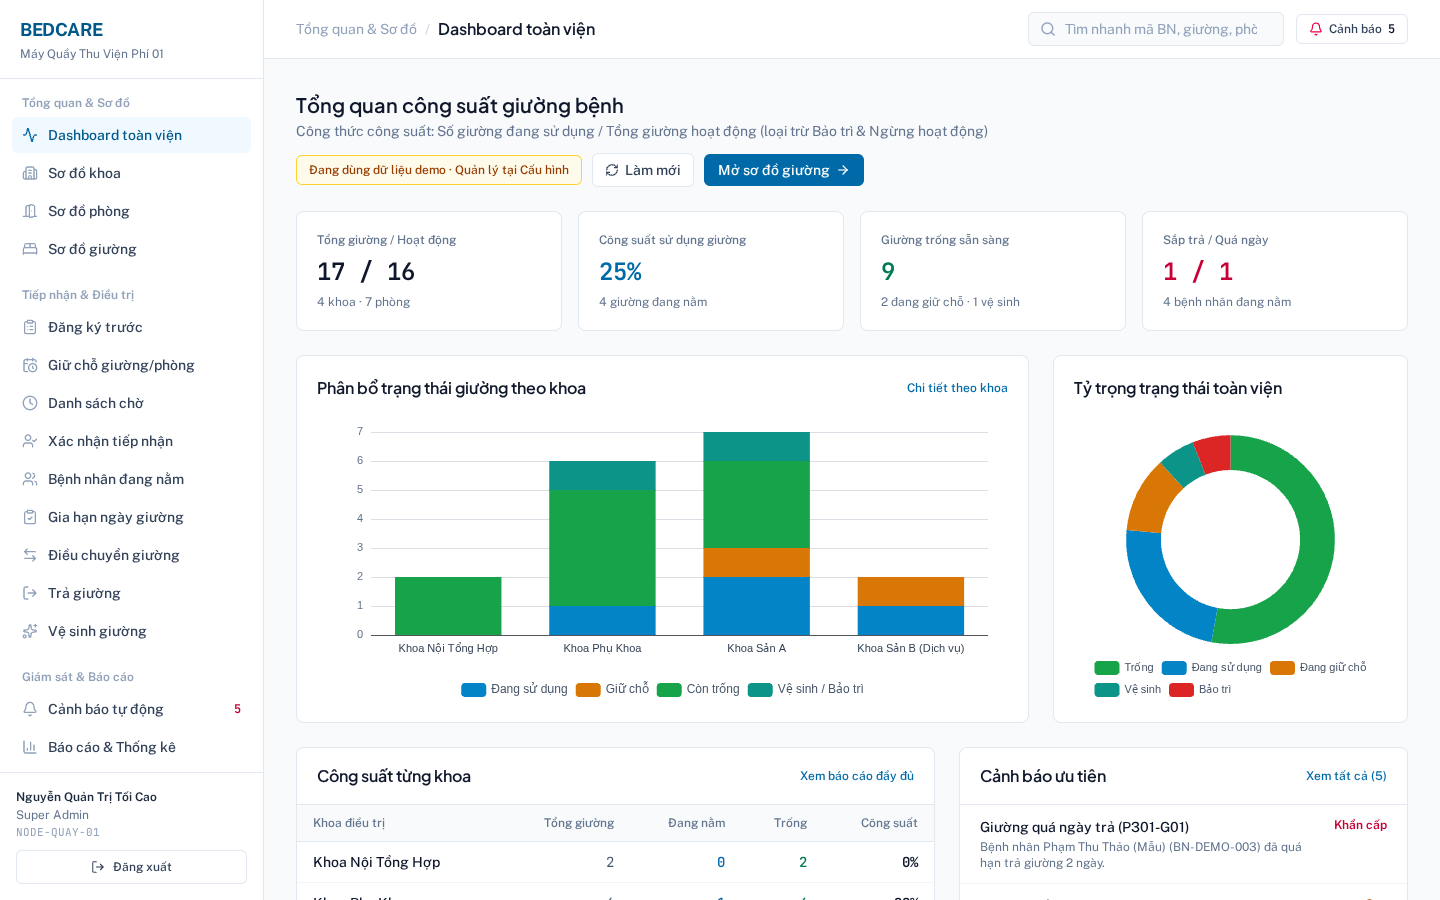 BEDCARE
Máy Quầy Thu Viện Phí 01
Tổng quan & Sơ đồ
Dashboard toàn viện
Sơ đồ khoa
Sơ đồ phòng
Sơ đồ giường
Tiếp nhận & Điều trị
Đăng ký trước
Giữ chỗ giường/phòng
Danh sách chờ
Xác nhận tiếp nhận
Bệnh nhân đang nằm
Gia hạn ngày giường
Điều chuyển giường
Trả giường
Vệ sinh giường
Giám sát & Báo cáo
Cảnh báo tự động 5
Báo cáo & Thống kê
Nguyễn Quản Trị Tối Cao
Super Admin
NODE-QUAY-01
Đăng xuất
Tổng quan & Sơ đồ / Dashboard toàn viện
Tìm nhanh mã BN, giường, phò
Cảnh báo 5
Tổng quan công suất giường bệnh
Công thức công suất: Số giường đang sử dụng / Tổng giường hoạt động (loại trừ Bảo trì & Ngừng hoạt động)
Đang dùng dữ liệu demo · Quản lý tại Cấu hình
Làm mới
Mở sơ đồ giường
Tổng giường / Hoạt động
17 / 16
4 khoa · 7 phòng
Công suất sử dụng giường
25%
4 giường đang nằm
Giường trống sẵn sàng
9
2 đang giữ chỗ · 1 vệ sinh
Sắp trả / Quá ngày
1 / 1
4 bệnh nhân đang nằm
Phân bổ trạng thái giường theo khoa
Chi tiết theo khoa
7
6
5
4
3
2
1
0
Khoa Nội Tổng Hợp
Khoa Phụ Khoa
Khoa Sản A
Khoa Sản B (Dịch vụ)
Đang sử dụng
Giữ chỗ
Còn trống
Vệ sinh / Bảo trì
Tỷ trọng trạng thái toàn viện
Trống
Đang sử dụng
Đang giữ chỗ
Vệ sinh
Bảo trì
Công suất từng khoa
Xem báo cáo đầy đủ
Khoa điều trị Tổng giường Đang nằm Trống Công suất
Khoa Nội Tổng Hợp 2 0 2 0%
Cảnh báo ưu tiên
Xem tất cả (5)
Giường quá ngày trả (P301-G01)
Khẩn cấp
Bệnh nhân Phạm Thu Thảo (Mẫu) (BN-DEMO-003) đã quá
hạn trả giường 2 ngày.